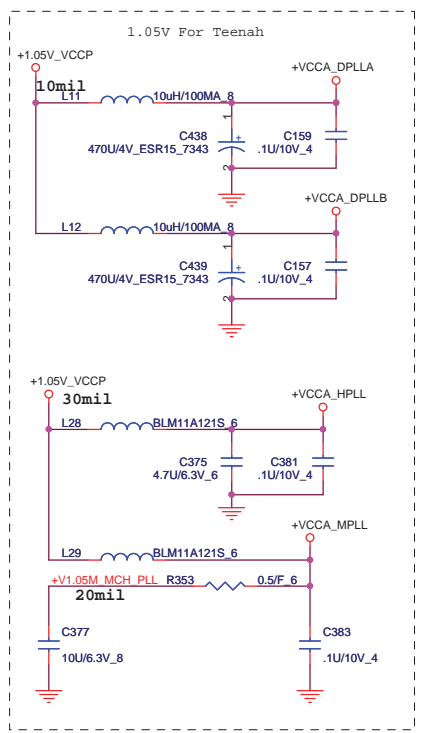 1.05V For Teenah
+1.05V_VCCP
+VCCA_DPLLA
10mil
L11
10uH/100MA_8
1
C438
+
C159
470U/4V_ESR15_7343
.1U/10V_4
2
+VCCA_DPLLB
L12
10uH/100MA_8
1
C439
+
C157
470U/4V_ESR15_7343
.1U/10V_4
2
+1.05V_VCCP
30mil
+VCCA_HPLL
L28
BLM11A121S_6
C375
C381
4.7U/6.3V_6
.1U/10V_4
+VCCA_MPLL
L29
BLM11A121S_6
+V1.05M_MCH_PLL
R353
0.5/F_6
20mil
C377
C383
10U/6.3V_8
.1U/10V_4